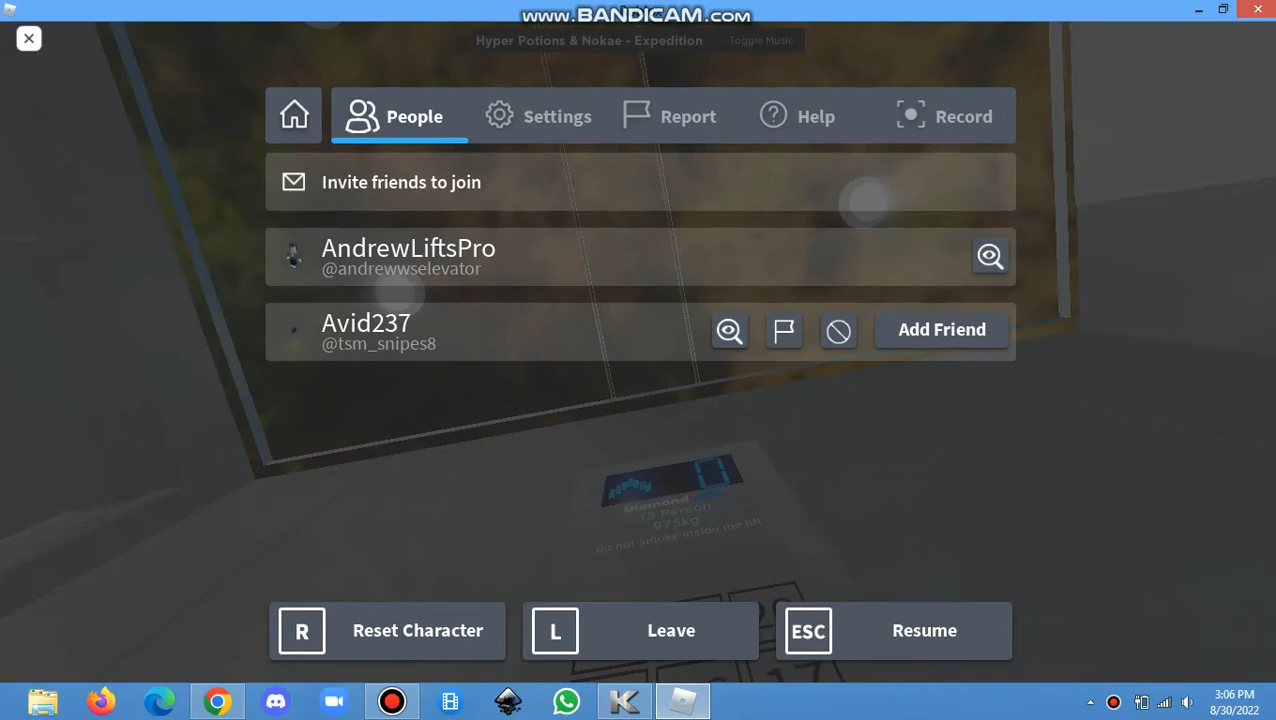 www.BANDICAM.com
Hyper Potions & Nokae - Expedition Toggle Music
People Settings Report Help Record
Invite friends to join
AndrewLiftsPro
@andrewwselevator
Avid237
@tsm_snipes8
Add Friend
0
Diamond
13 Person
975kg
Do not smoke inside the lift
17
R Reset Character L Leave ESC Resume
3:06 PM
8/30/2022